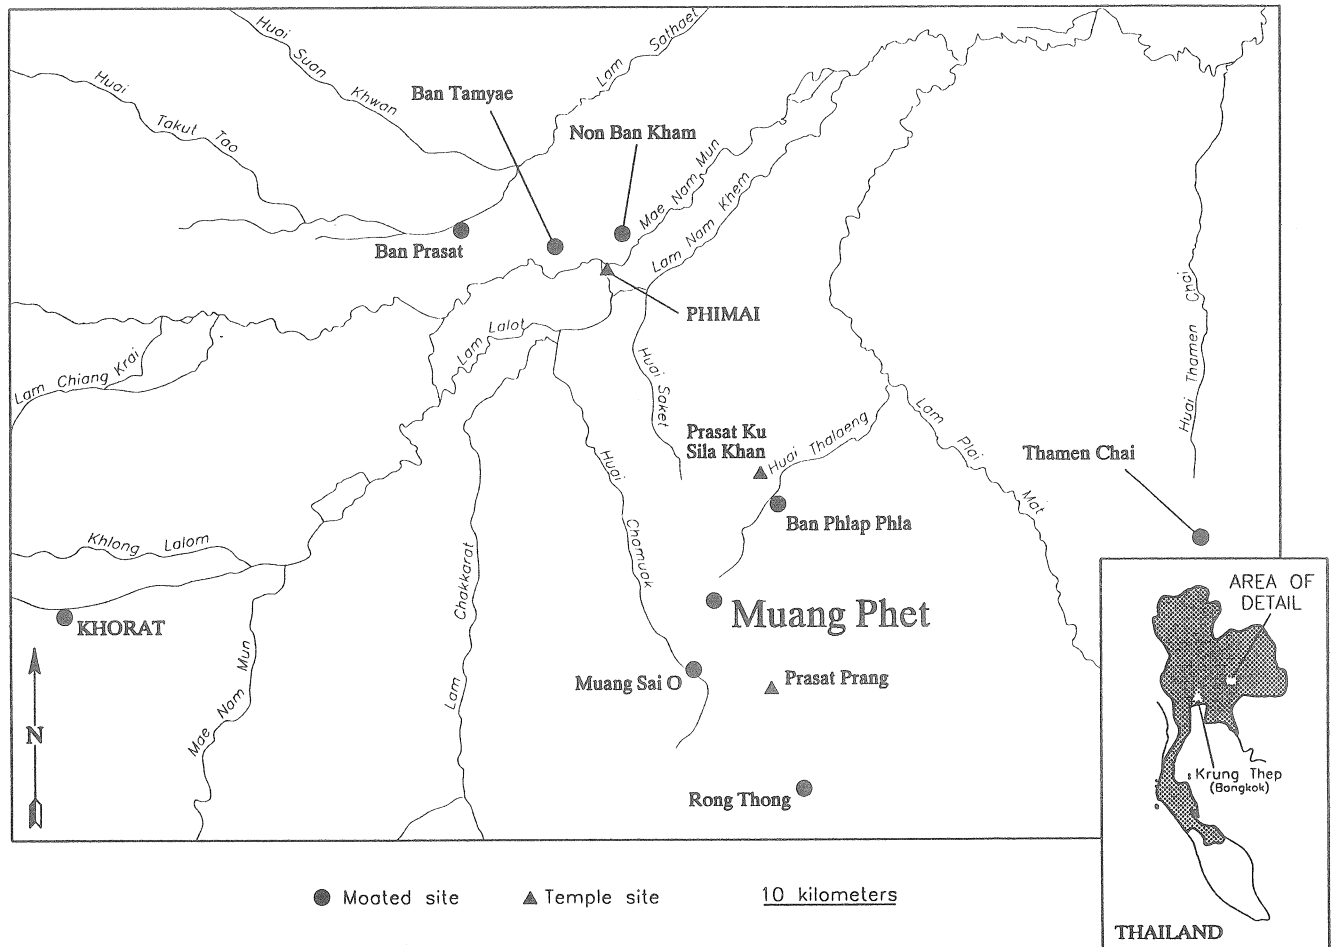 Huai Suan Khwan
Lam Sathaet
Huai Takut Tao
Ban Tamyae
Non Ban Kham
Mae Nam Mun
Lam Nam Khem
Ban Prasat
PHIMAI
Huai Thamen Chai
Lam Lalot
Lam Chiang Krai
Huai Saket
Prasat Ku
Sila Khan
Huai Thalaeng
Lam Plai Mat
Thamen Chai
Huai Chamuak
Ban Phlap Phla
Khlong Lalom
Lam Chakkarat
KHORAT
Muang Phet
Mae Nam Mun
Muang Sai O
Prasat Prang
N
Rong Thong
AREA OF
DETAIL
Krung Thep
(Bangkok)
THAILAND
Moated site
Temple site
10 kilometers